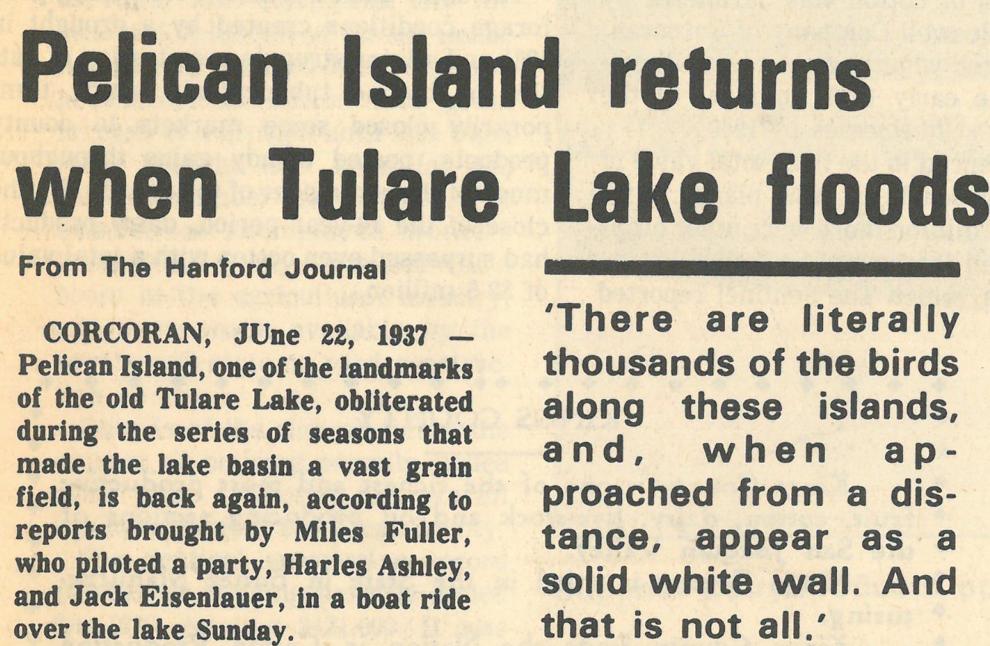 Pelican Island returns
when Tulare Lake floods
From The Hanford Journal
CORCORAN, JUne 22, 1937 —
Pelican Island, one of the landmarks
of the old Tulare Lake, obliterated
during the series of seasons that
made the lake basin a vast grain
field, is back again, according to
reports brought by Miles Fuller,
who piloted a party, Harles Ashley,
and Jack Eisenlauer, in a boat ride
over the lake Sunday.
'There are literally
thousands of the birds
along these islands,
and, when ap-
proached from a dis-
tance, appear as a
solid white wall. And
that is not all.'